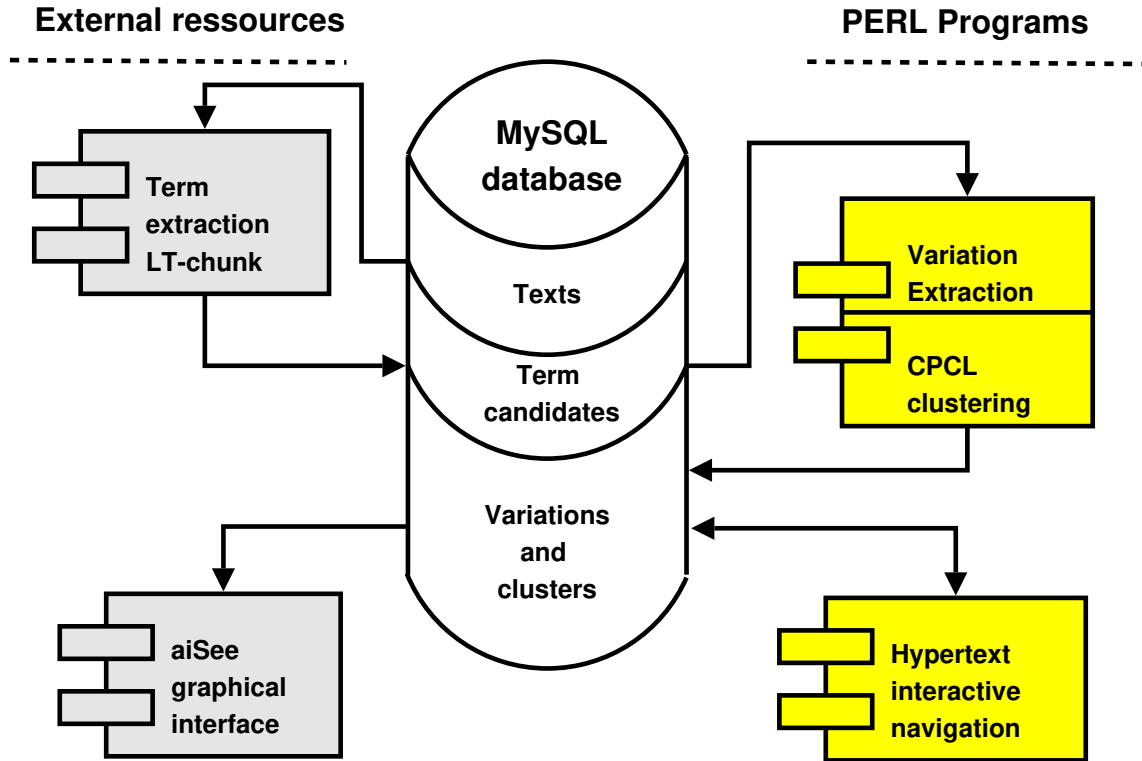 External ressources
PERL Programs
MySQL
database
Term
extraction
LT-chunk
Texts
Variation
Extraction
Term
candidates
CPCL
clustering
Variations
and
clusters
aiSee
graphical
interface
Hypertext
interactive
navigation